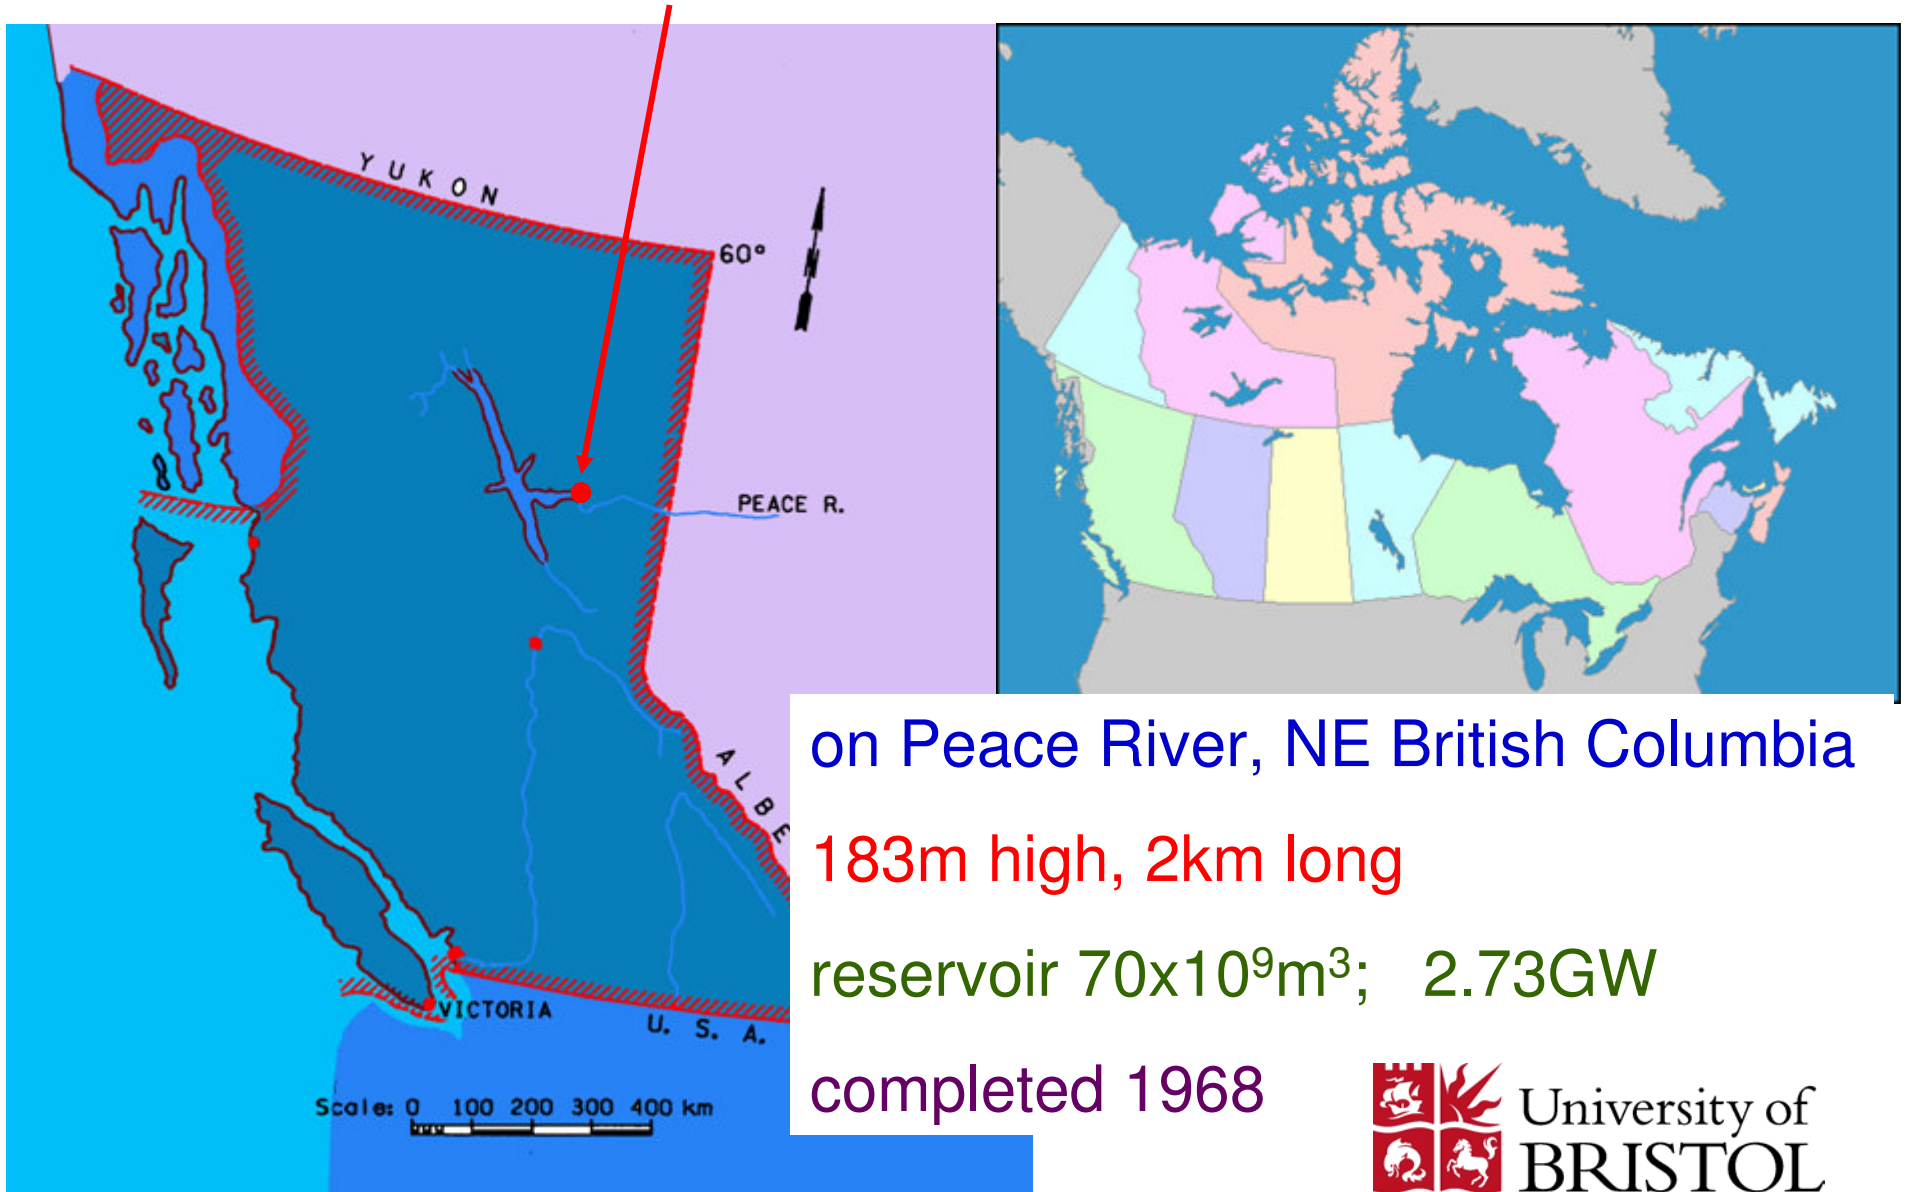 YUKON
60°
N
PEACE R.
ALBE
VICTORIA
U. S. A.
Scale: 0 100 200 300 400 km
on Peace River, NE British Columbia
183m high, 2km long
reservoir 70x10⁹m³; 2.73GW
completed 1968
University of
BRISTOL